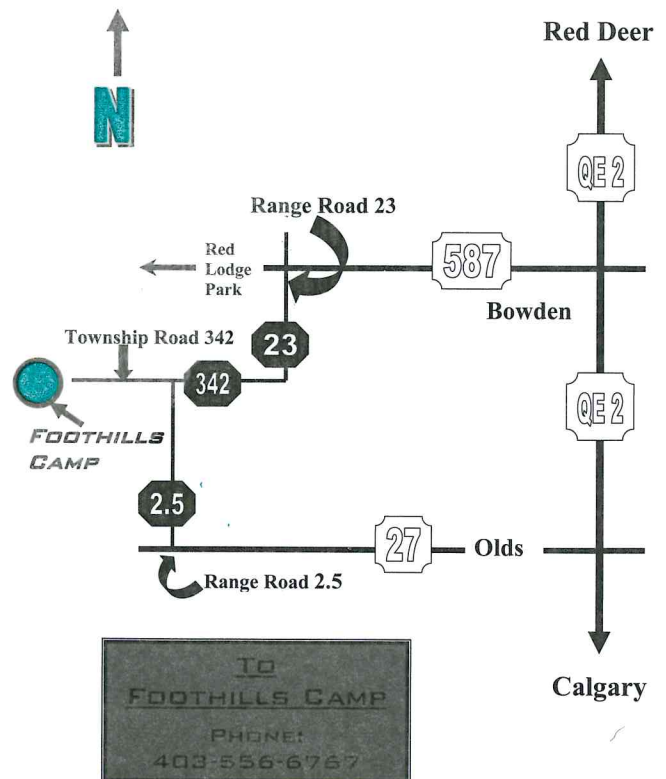 Red Deer
N
QE 2
Range Road 23
Red
Lodge
Park
587
Bowden
Township Road 342
23
342
QE 2
FOOTHILLS
CAMP
2.5
27
Olds
Range Road 2.5
TO
FOOTHILLS CAMP
PHONE:
403-556-6767
Calgary